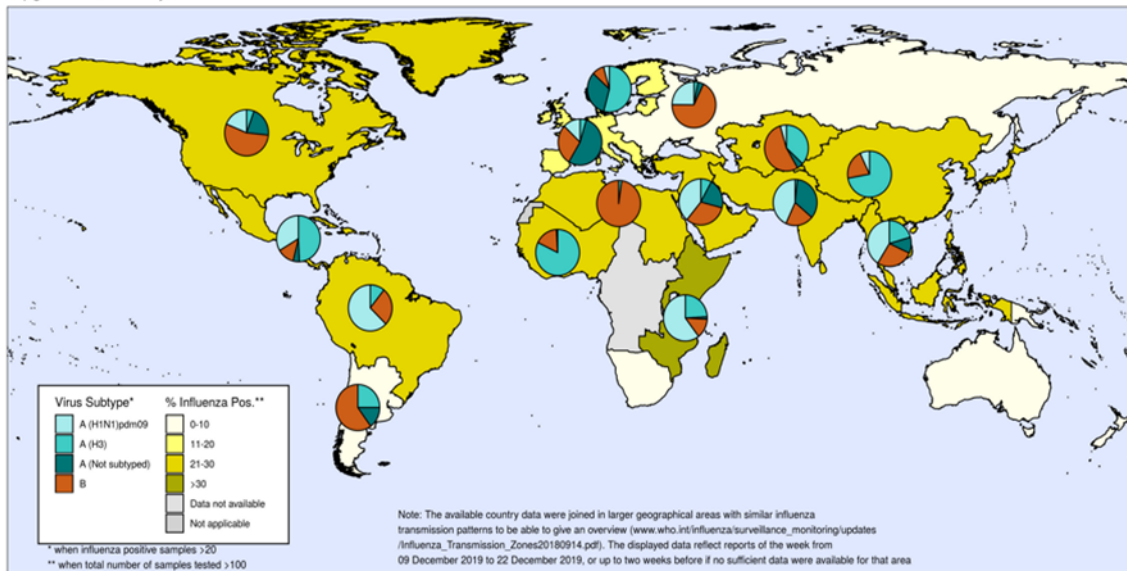 Virus Subtype*
A (H1N1)pdm09
A (H3)
A (Not subtyped)
B
% Influenza Pos.**
0-10
11-20
21-30
>30
Data not available
Not applicable
* when influenza positive samples >20
** when total number of samples tested >100
Note: The available country data were joined in larger geographical areas with similar influenza
transmission patterns to be able to give an overview (www.who.int/influenza/surveillance_monitoring/updates
/Influenza_Transmission_Zones20180914.pdf). The displayed data reflect reports of the week from
09 December 2019 to 22 December 2019, or up to two weeks before if no sufficient data were available for that area